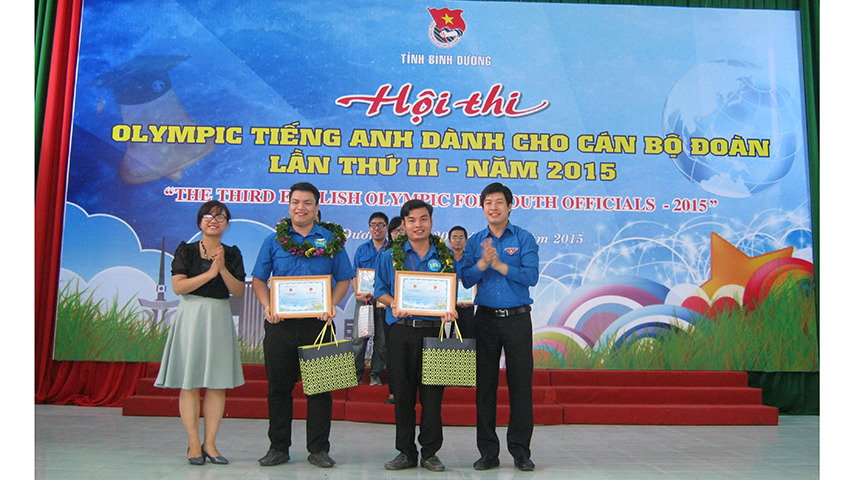 TỈNH BÌNH DƯƠNG
Hội thi
OLYMPIC TIẾNG ANH DÀNH CHO CÁN BỘ ĐOÀN
LẦN THỨ III - NĂM 2015
"THE THIRD ENGLISH OLYMPIC FOR YOUTH OFFICIALS - 2015"
2015